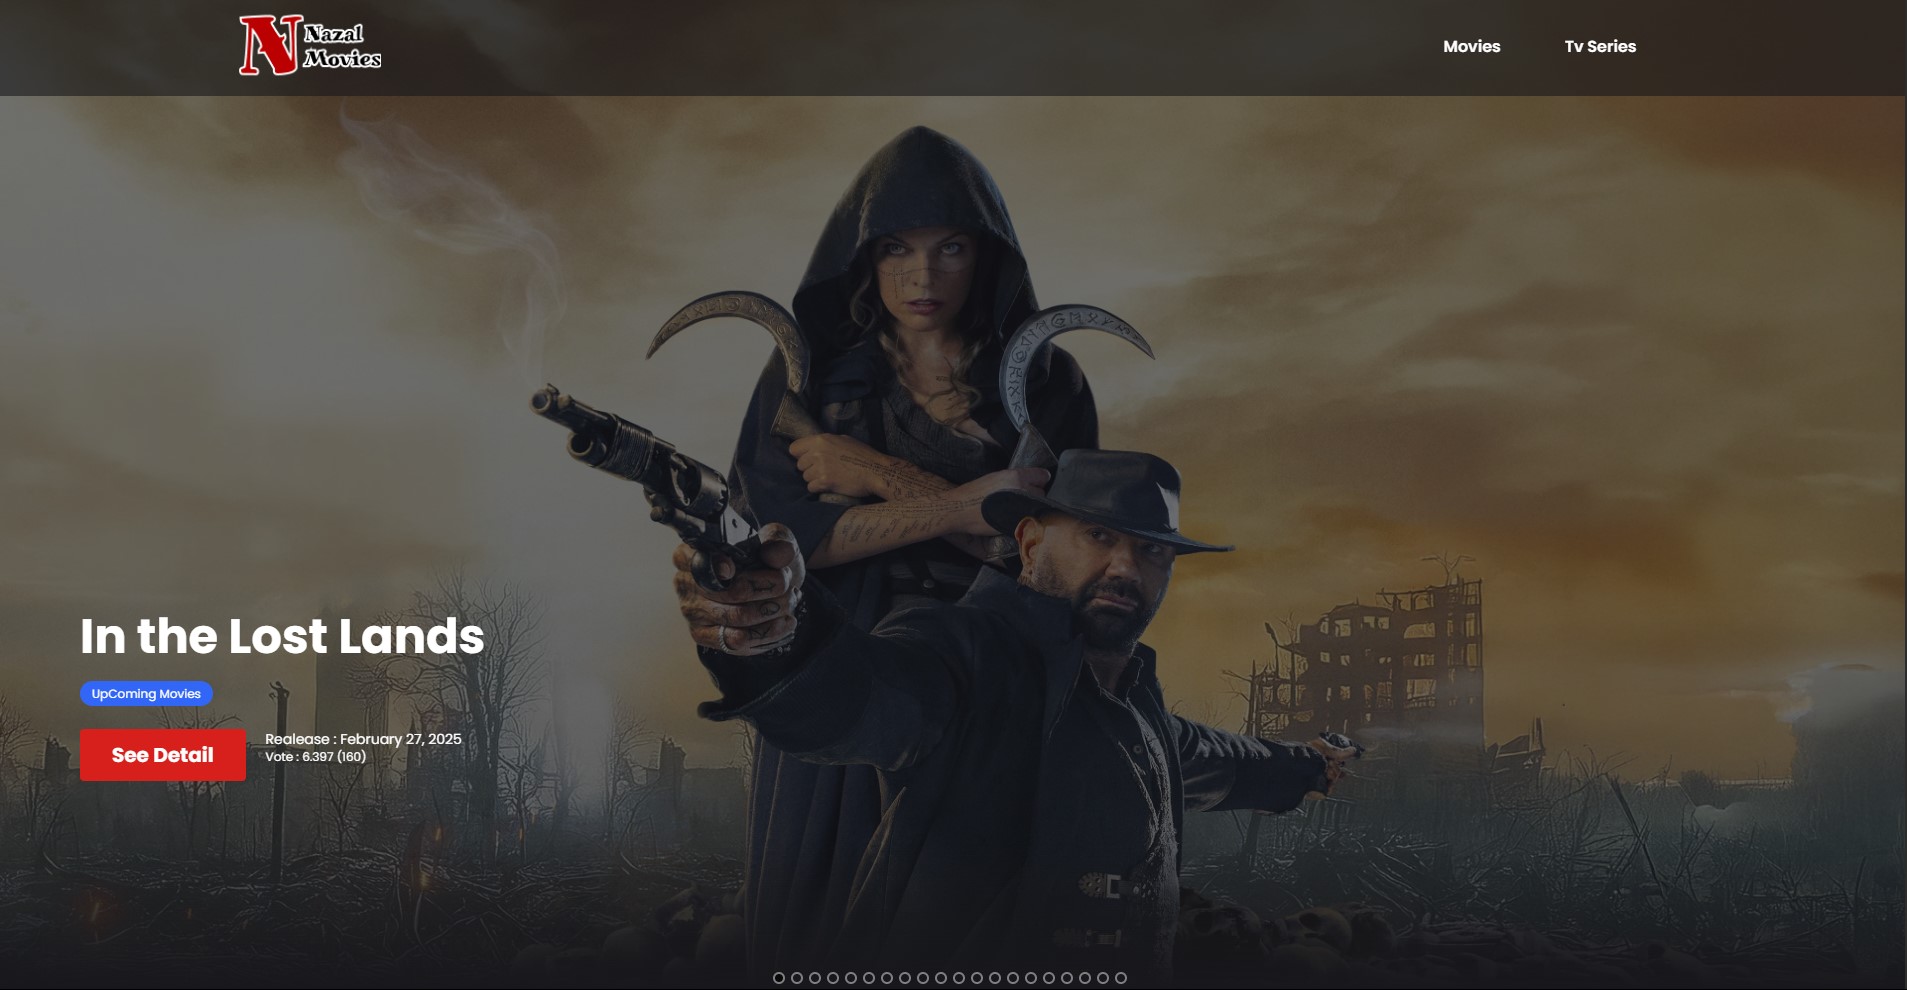 Nazal
Movies
Movies
Tv Series
In the Lost Lands
UpComing Movies
See Detail
Realease : February 27, 2025
Vote : 6.397 (160)